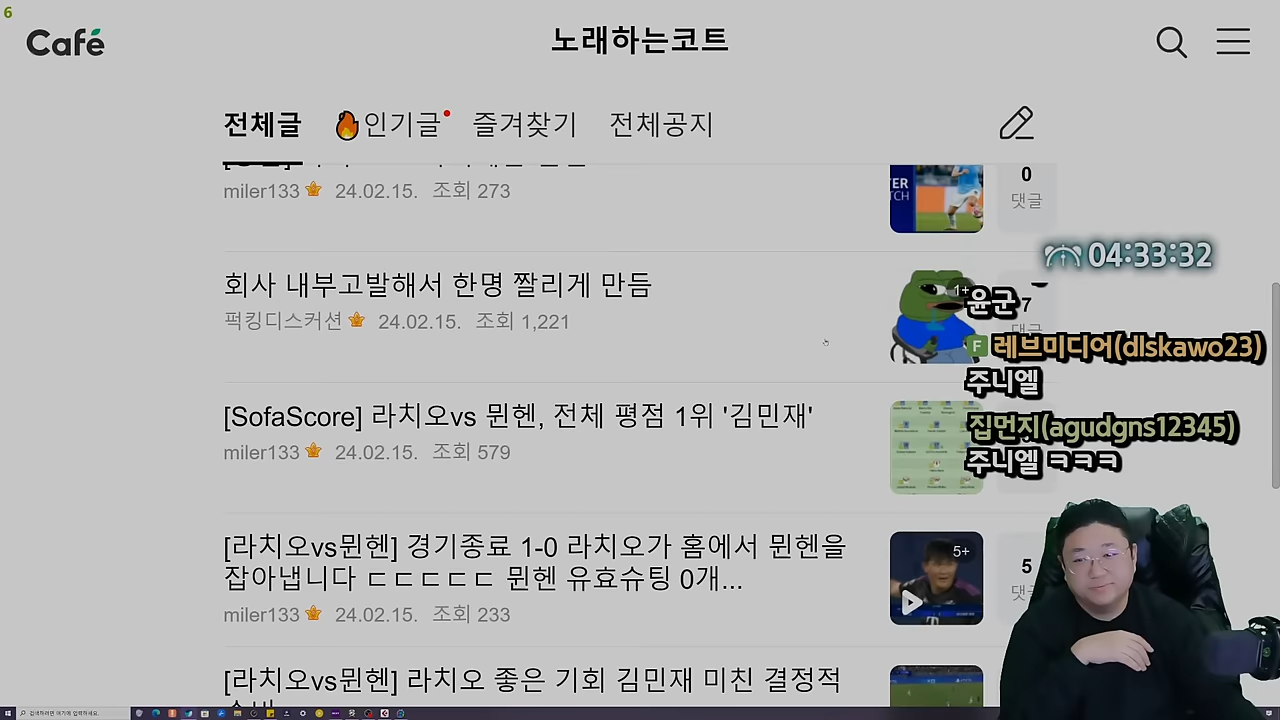 6
Café
노래하는코트
전체글
인기글
즐겨찾기
전체공지
miler133
24.02.15.
조회 273
ER
TCH
0
댓글
04:33:32
회사 내부고발해서 한명 짤리게 만듬
퍽킹디스커션
24.02.15.
조회 1,221
1+
7
댓글
윤군
F 레브미디어(dlskawo23)
주니엘
집먼지(agudgns12345)
주니엘 ㅋㅋㅋ
[SofaScore] 라치오vs 뮌헨, 전체 평점 1위 '김민재'
miler133
24.02.15.
조회 579
[라치오vs뮌헨] 경기종료 1-0 라치오가 홈에서 뮌헨을
잡아냅니다 ㄷㄷㄷㄷㄷ 뮌헨 유효슈팅 0개...
miler133
24.02.15.
조회 233
5+
5
[라치오vs뮌헨] 라치오 좋은 기회 김민재 미친 결정적